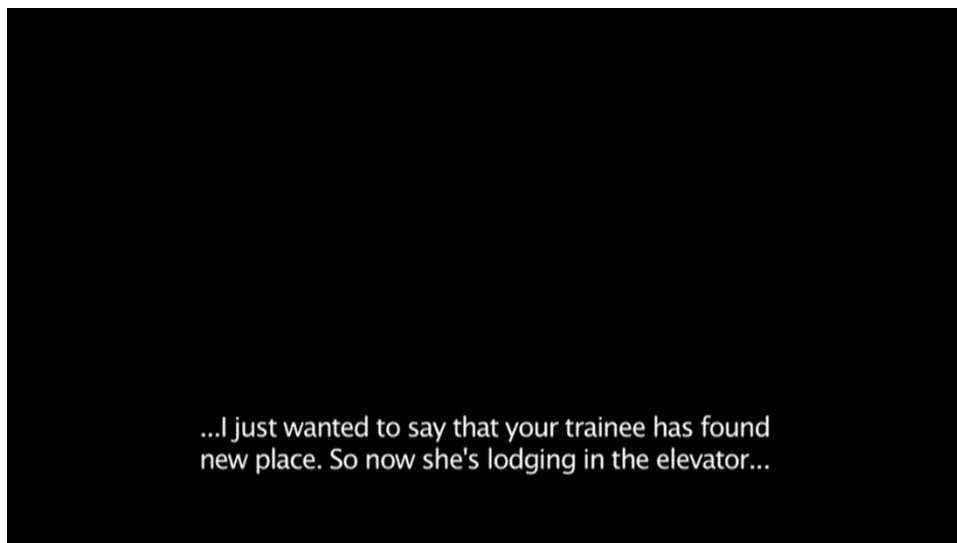 ...I just wanted to say that your trainee has found
new place. So now she's lodging in the elevator...